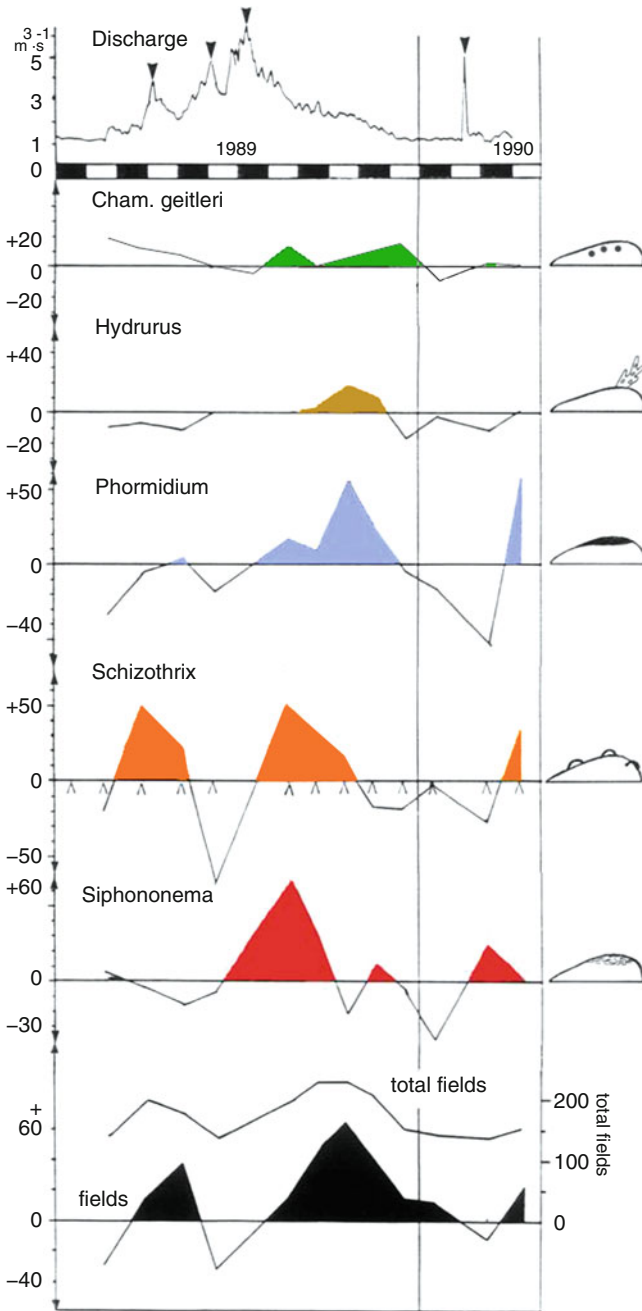 3 -1
m ·s
Discharge
5
3
1
0
1989
1990
Cham. geitleri
+20
0
−20
Hydrurus
+40
0
−20
Phormidium
+50
0
−40
Schizothrix
+50
0
−50
Siphononema
+60
0
−30
total fields
+
60
fields
0
−40
200
100
0
total fields